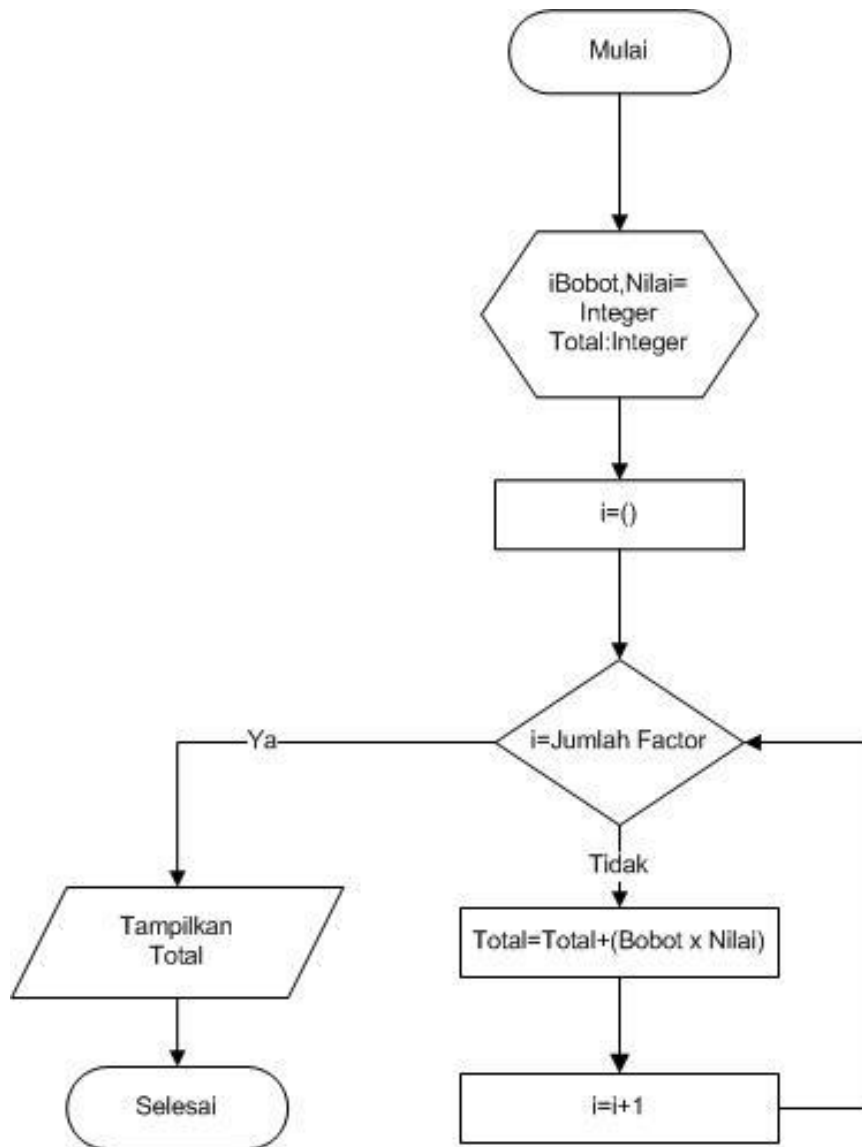 Mulai
iBobot,Nilai=
Integer
Total:Integer
i=()
i=Jumlah Factor
Ya
Tidak
Tampilkan
Total
Total=Total+(Bobot x Nilai)
Selesai
i=i+1